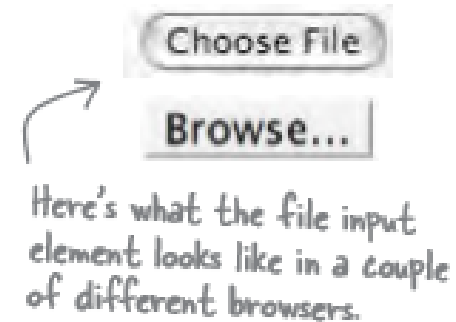 Choose File
Browse...
Here's what the file input
element looks like in a couple
of different browsers.